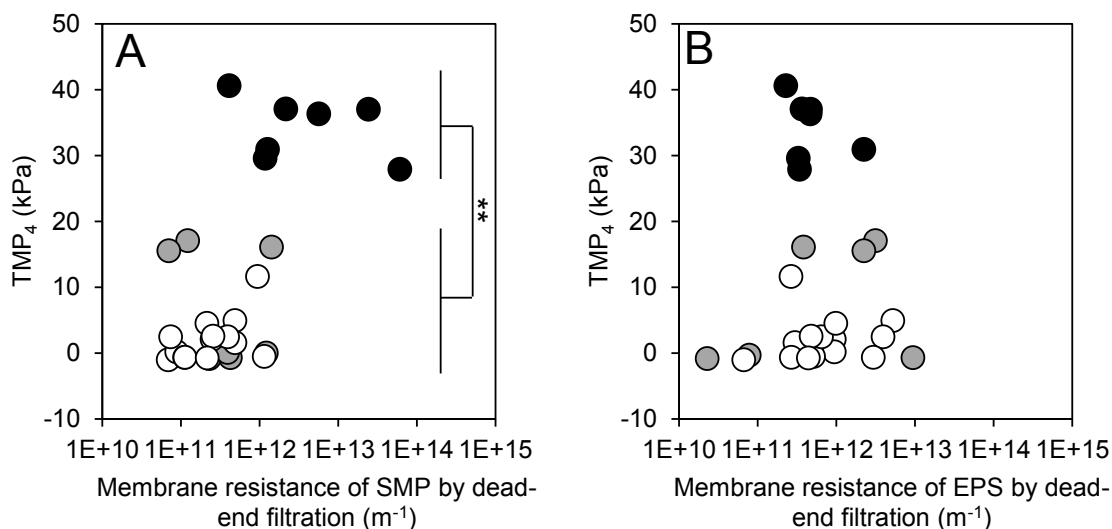 A
50
40
30
20
10
0
-10
TMP4 (kPa)
**
1E+10 1E+11 1E+12 1E+13 1E+14 1E+15
Membrane resistance of SMP by dead-
end filtration (m-1)
B
50
40
30
20
10
0
-10
TMP4 (kPa)
1E+10 1E+11 1E+12 1E+13 1E+14 1E+15
Membrane resistance of EPS by dead-
end filtration (m-1)